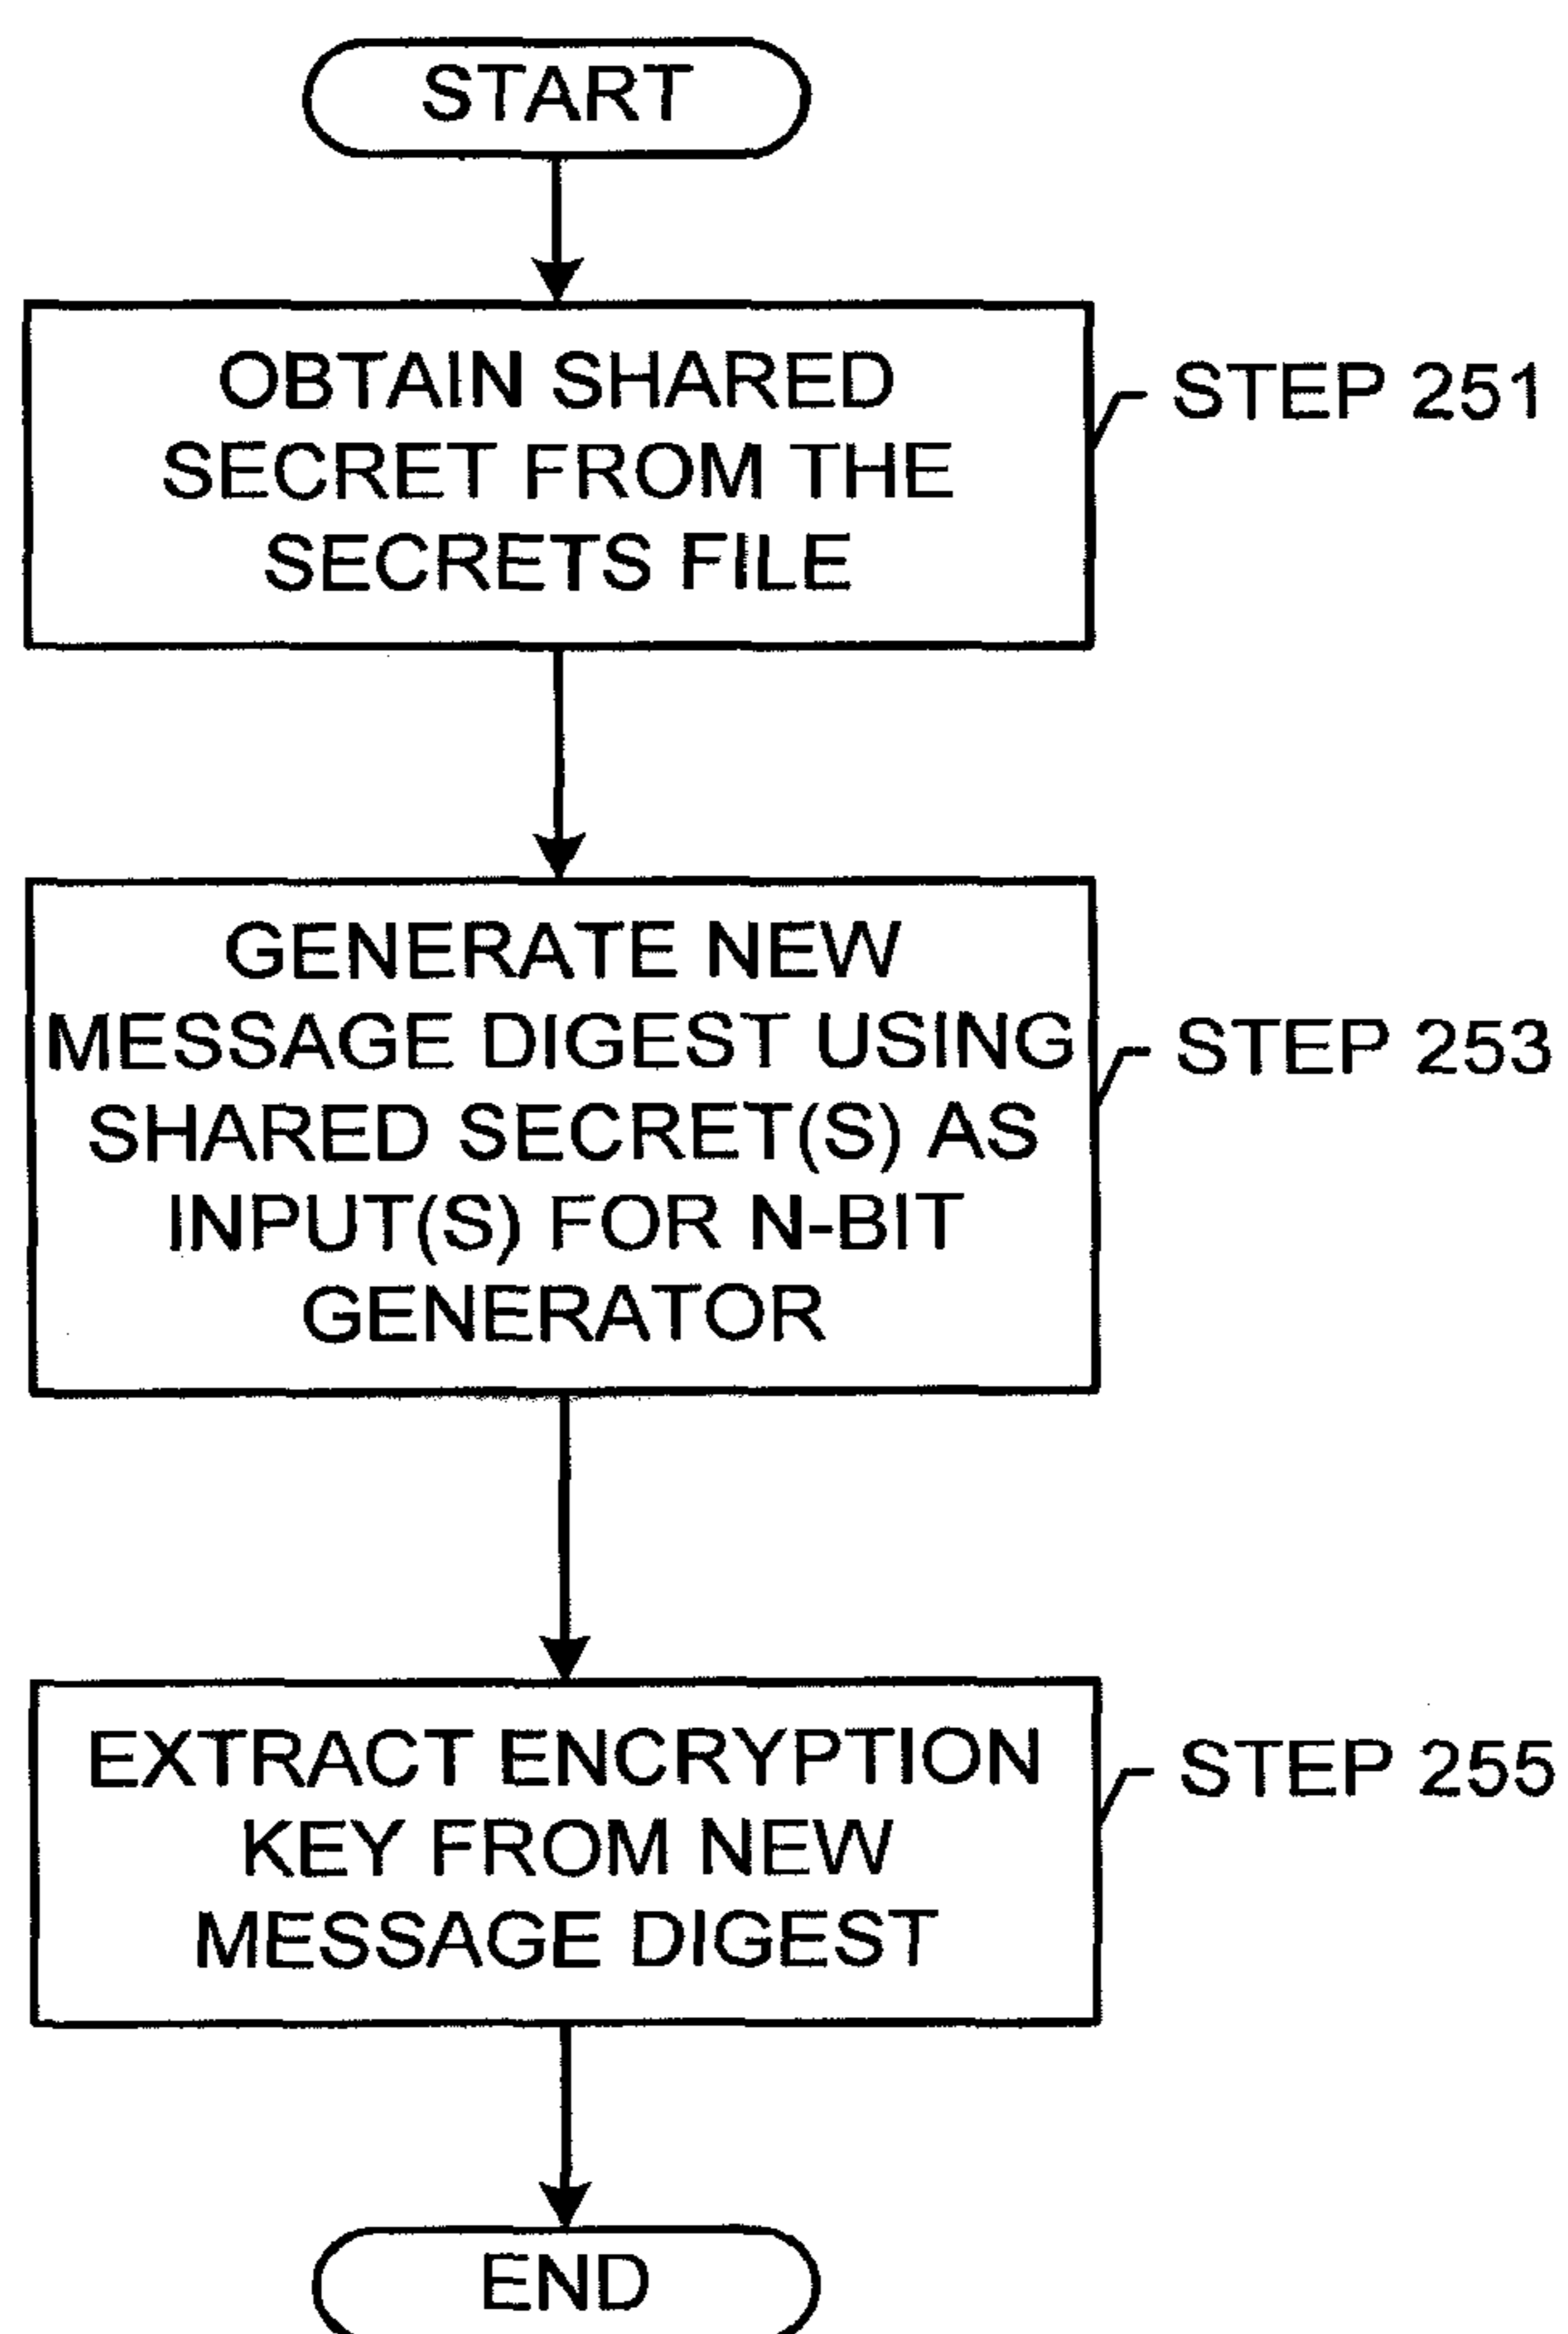 START
OBTAIN SHARED
SECRET FROM THE
SECRETS FILE
STEP 251
GENERATE NEW
MESSAGE DIGEST USING
SHARED SECRET(S) AS
INPUT(S) FOR N-BIT
GENERATOR
STEP 253
EXTRACT ENCRYPTION
KEY FROM NEW
MESSAGE DIGEST
STEP 255
END